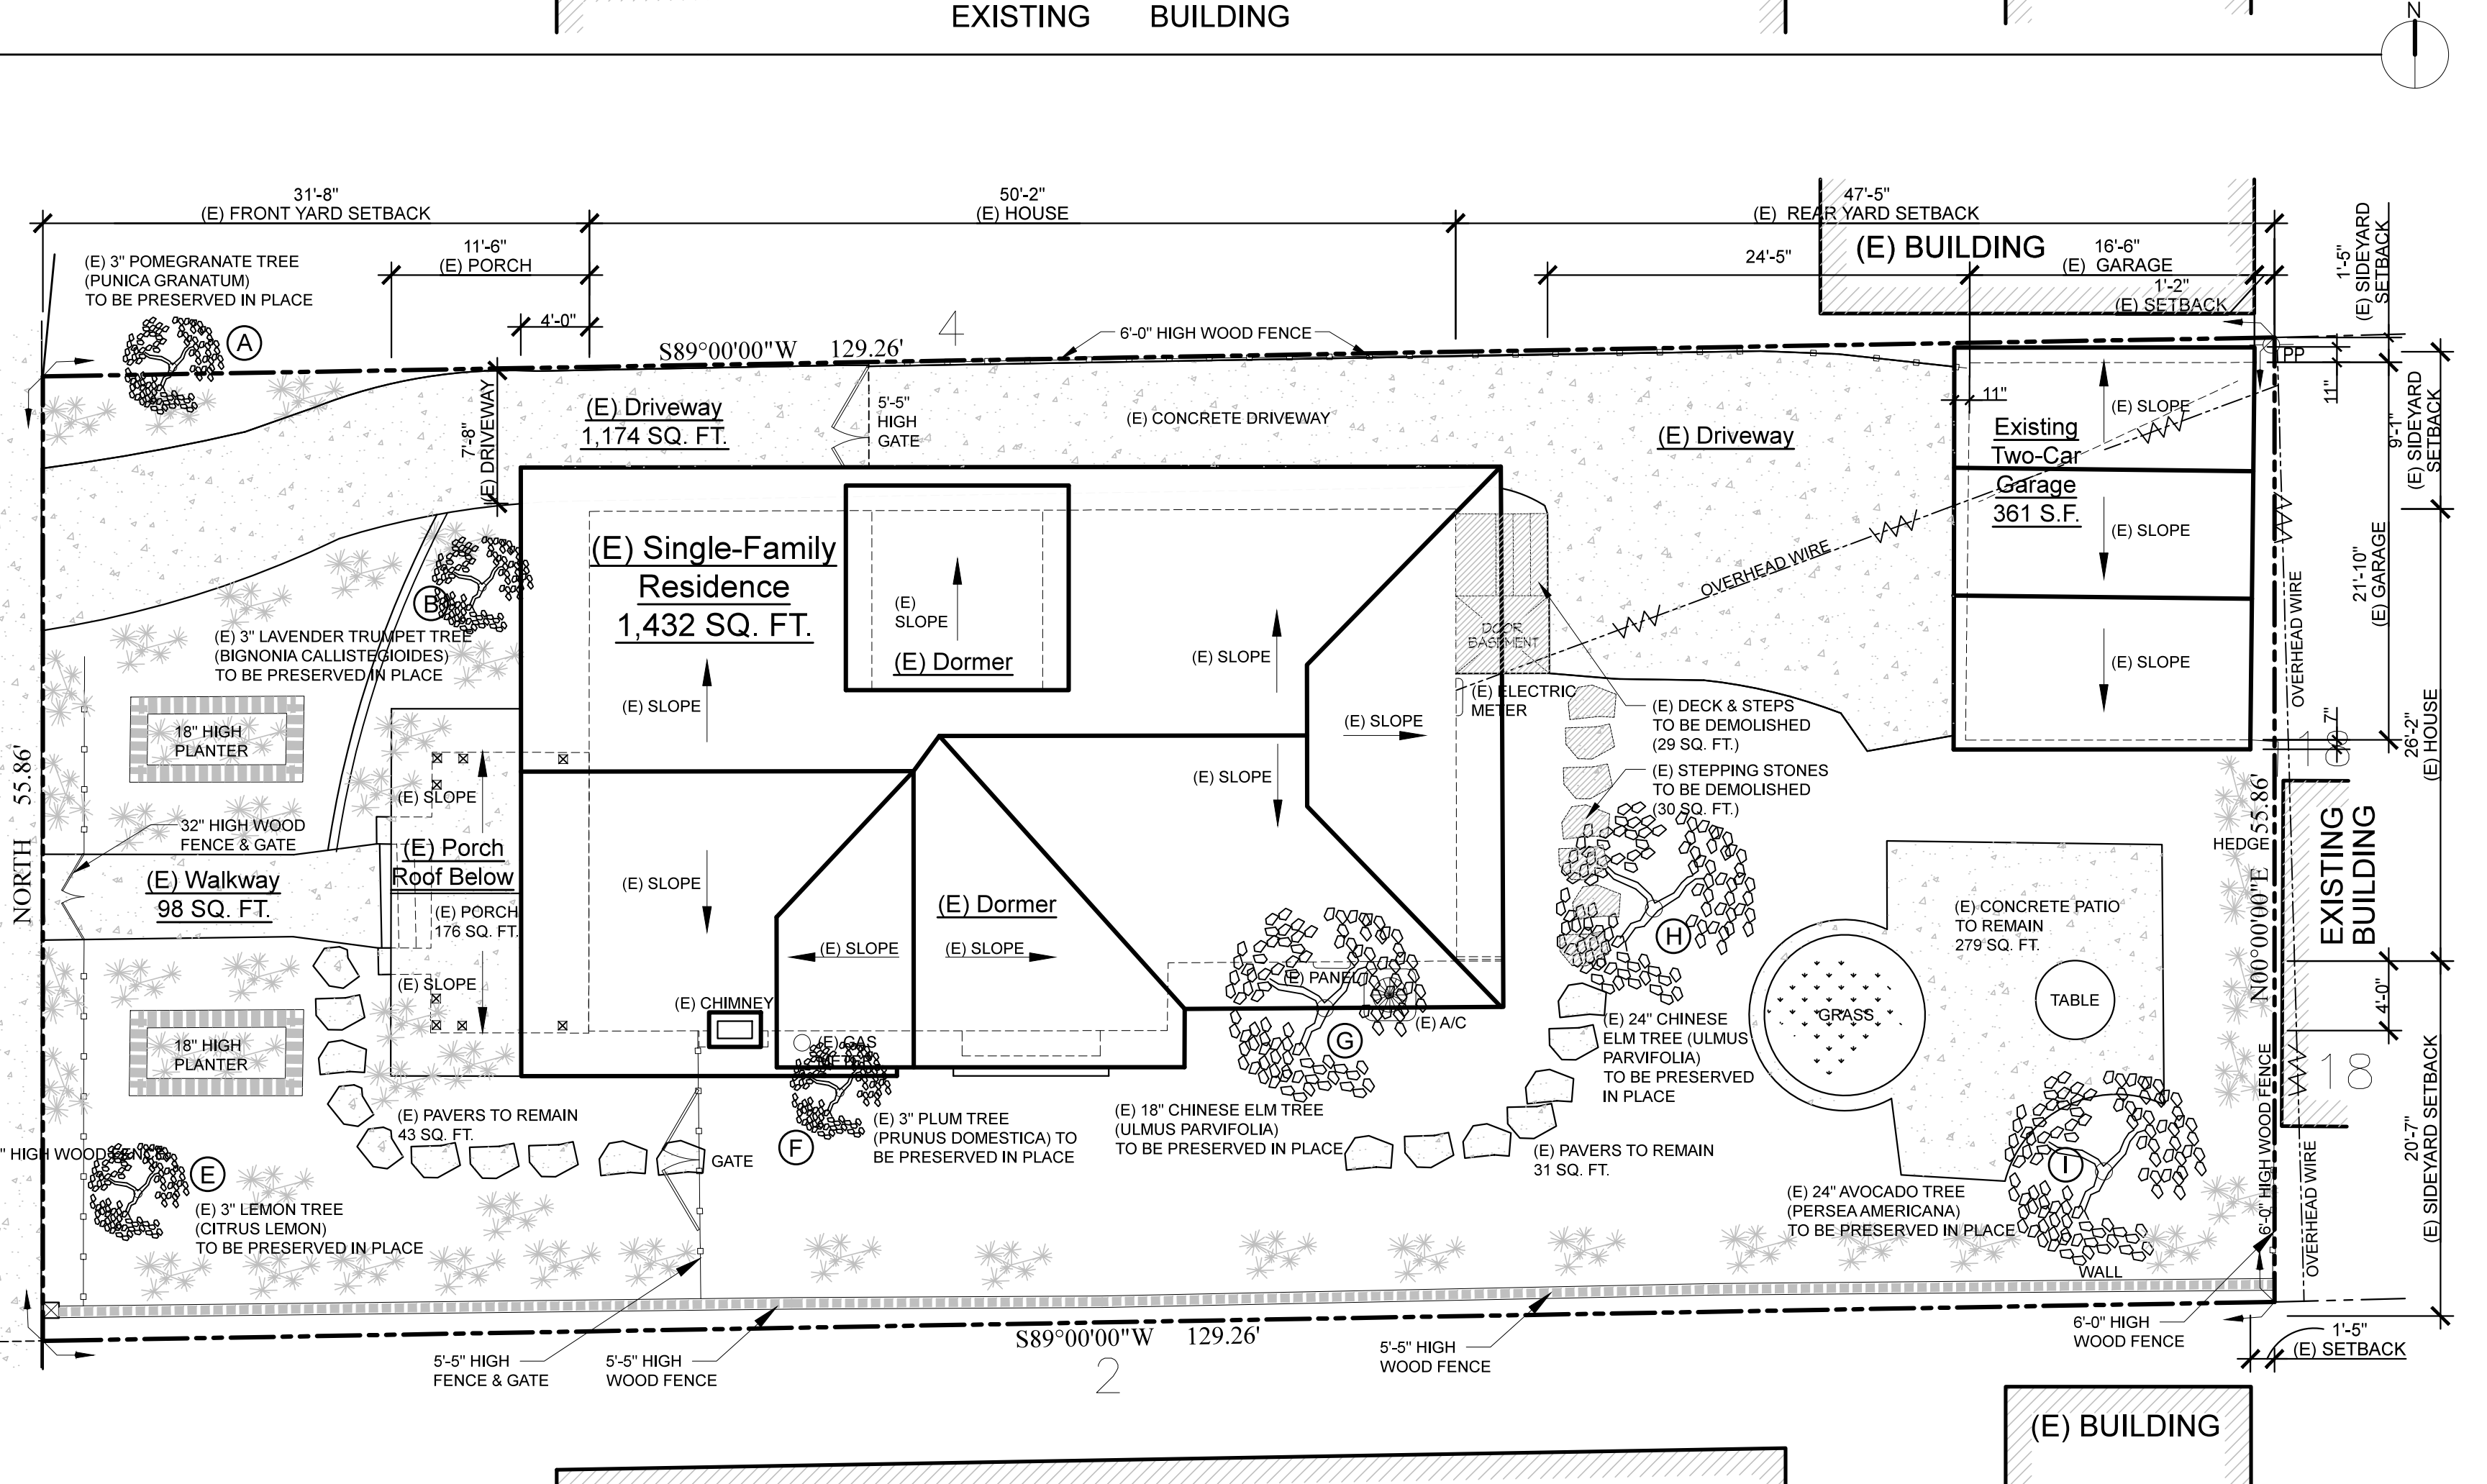 EXISTING BUILDING
N
31'-8"
(E) FRONT YARD SETBACK
50'-2"
(E) HOUSE
47'-5"
(E) REAR YARD SETBACK
11'-6"
(E) PORCH
24'-5"
(E) BUILDING
16'-6"
(E) GARAGE
1'-2"
(E) SETBACK
1'-5"
(E) SIDEYARD
SETBACK
(E) 3" POMEGRANATE TREE
(PUNICA GRANATUM)
TO BE PRESERVED IN PLACE
A
4'-0"
4
6'-0" HIGH WOOD FENCE
S89°00'00"W 129.26'
PP
11"
7'-8"
(E) DRIVEWAY
(E) Driveway
1,174 SQ. FT.
5'-5"
HIGH
GATE
(E) CONCRETE DRIVEWAY
(E) Driveway
11"
(E) SLOPE
Existing
Two-Car
Garage
361 S.F.
(E) SLOPE
(E) SLOPE
9'-1"
(E) SIDEYARD
SETBACK
21'-10"
(E) GARAGE
OVERHEAD WIRE
OVERHEAD WIRE
(E) Single-Family
Residence
1,432 SQ. FT.
(E)
SLOPE
(E) Dormer
(E) SLOPE
(E) SLOPE
(E) SLOPE
(E) SLOPE
(E) SLOPE
DOOR
BASEMENT
(E) ELECTRIC
METER
(E) DECK & STEPS
TO BE DEMOLISHED
(29 SQ. FT.)
(E) STEPPING STONES
TO BE DEMOLISHED
(30 SQ. FT.)
B
(E) 3" LAVENDER TRUMPET TREE
(BIGNONIA CALLISTEGIOIDES)
TO BE PRESERVED IN PLACE
18" HIGH
PLANTER
NORTH 55.86'
32" HIGH WOOD
FENCE & GATE
(E) Walkway
98 SQ. FT.
(E) SLOPE
(E) Porch
Roof Below
(E) PORCH
176 SQ. FT.
(E) SLOPE
18" HIGH
PLANTER
(E) CHIMNEY
(E) SLOPE
(E) Dormer
(E) SLOPE
(E) GAS
METER
(E) PANEL
(E) A/C
G
H
(E) 24" CHINESE
ELM TREE (ULMUS
PARVIFOLIA)
TO BE PRESERVED
IN PLACE
GRASS
(E) CONCRETE PATIO
TO REMAIN
279 SQ. FT.
TABLE
HEDGE
N00°00'00"E 55.86'
7"
26'-2"
(E) HOUSE
EXISTING
BUILDING
4'-0"
18
20'-7"
(E) SIDEYARD SETBACK
(E) PAVERS TO REMAIN
43 SQ. FT.
GATE
F
(E) 3" PLUM TREE
(PRUNUS DOMESTICA) TO
BE PRESERVED IN PLACE
(E) 18" CHINESE ELM TREE
(ULMUS PARVIFOLIA)
TO BE PRESERVED IN PLACE
(E) PAVERS TO REMAIN
31 SQ. FT.
I
(E) 24" AVOCADO TREE
(PERSEA AMERICANA)
TO BE PRESERVED IN PLACE
6'-0" HIGH WOOD FENCE
OVERHEAD WIRE
" HIGH WOOD FENCE
E
(E) 3" LEMON TREE
(CITRUS LEMON)
TO BE PRESERVED IN PLACE
WALL
S89°00'00"W 129.26'
2
5'-5" HIGH
FENCE & GATE
5'-5" HIGH
WOOD FENCE
5'-5" HIGH
WOOD FENCE
6'-0" HIGH
WOOD FENCE
1'-5"
(E) SETBACK
(E) BUILDING